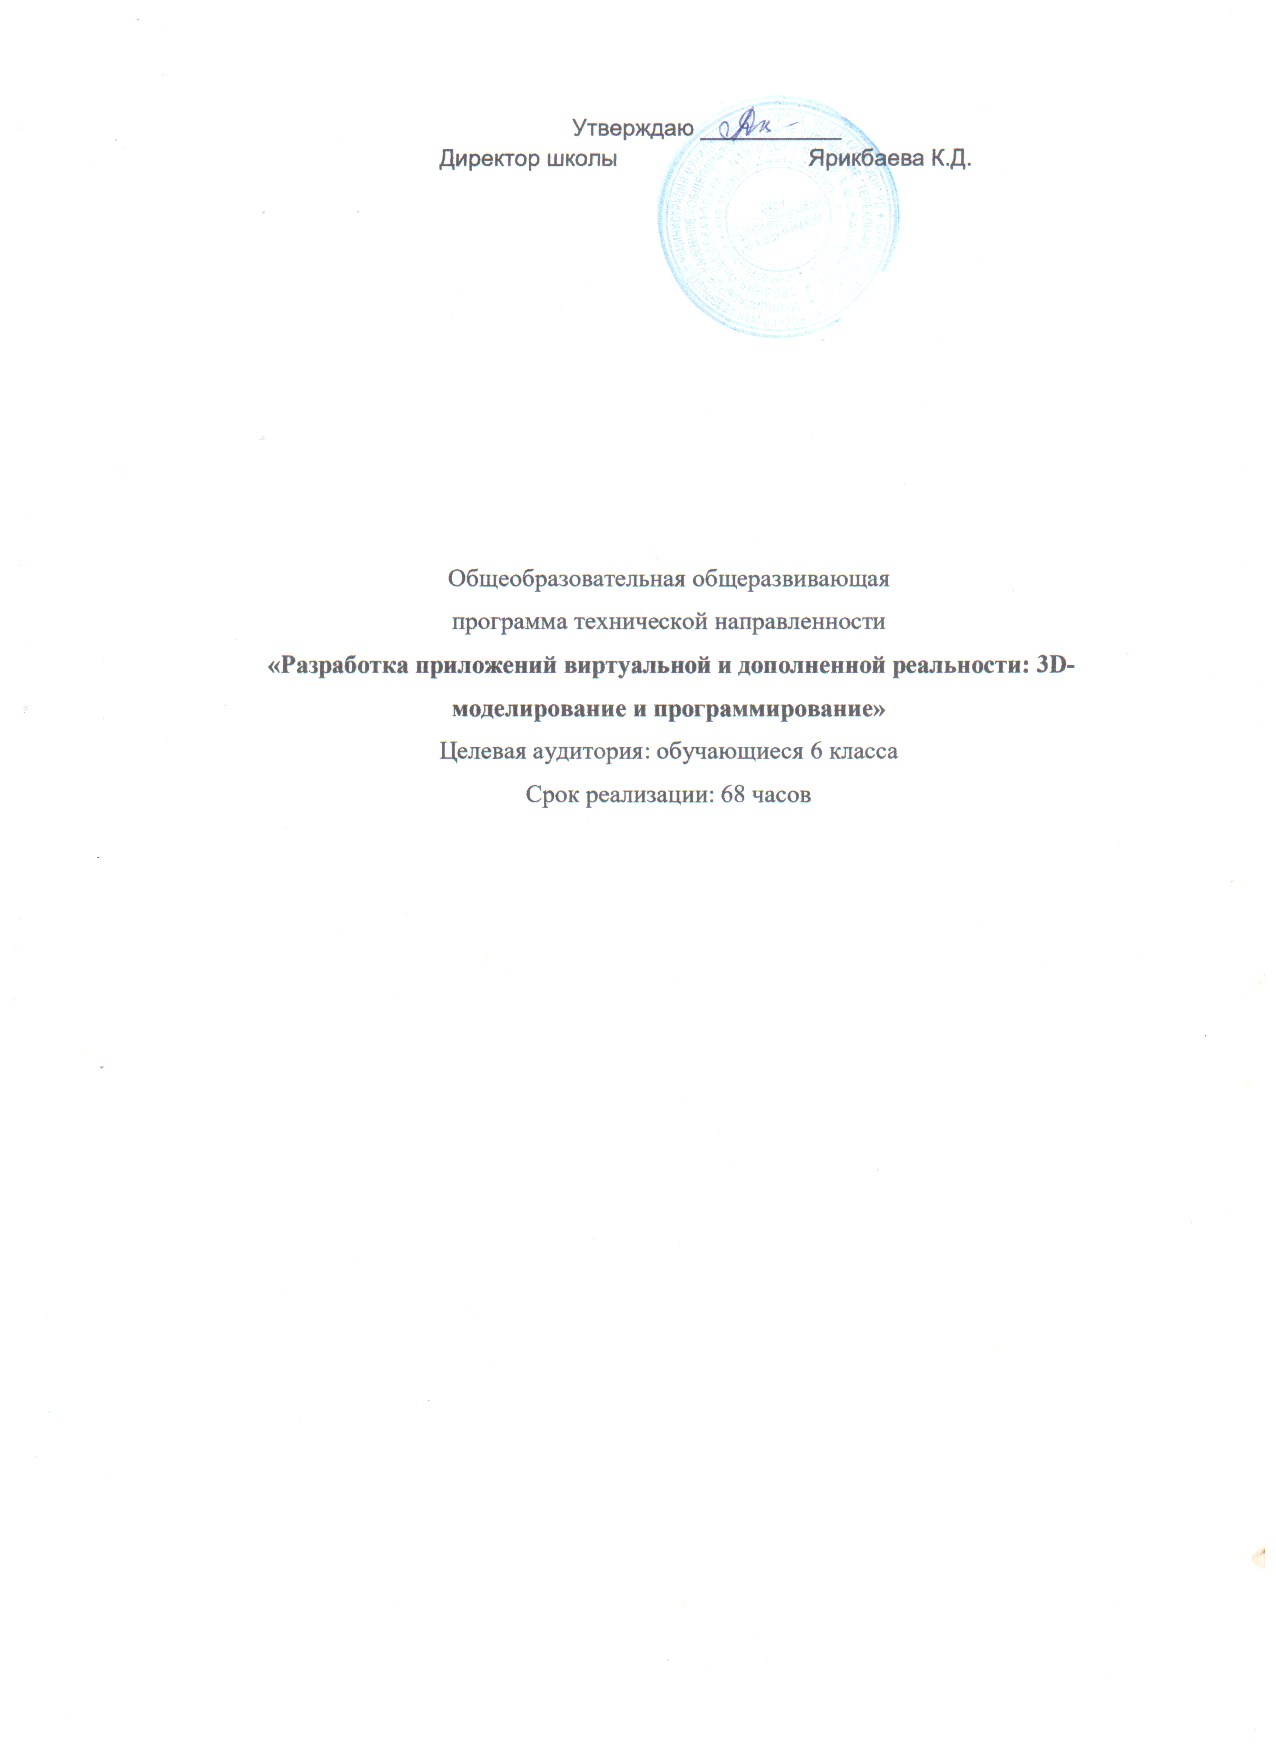 Утверждаю
Директор школы Ярикбаева К.Д.
Общеобразовательная общеразвивающая
программа технической направленности
«Разработка приложений виртуальной и дополненной реальности: 3D-
моделирование и программирование»
Целевая аудитория: обучающиеся 6 класса
Срок реализации: 68 часов